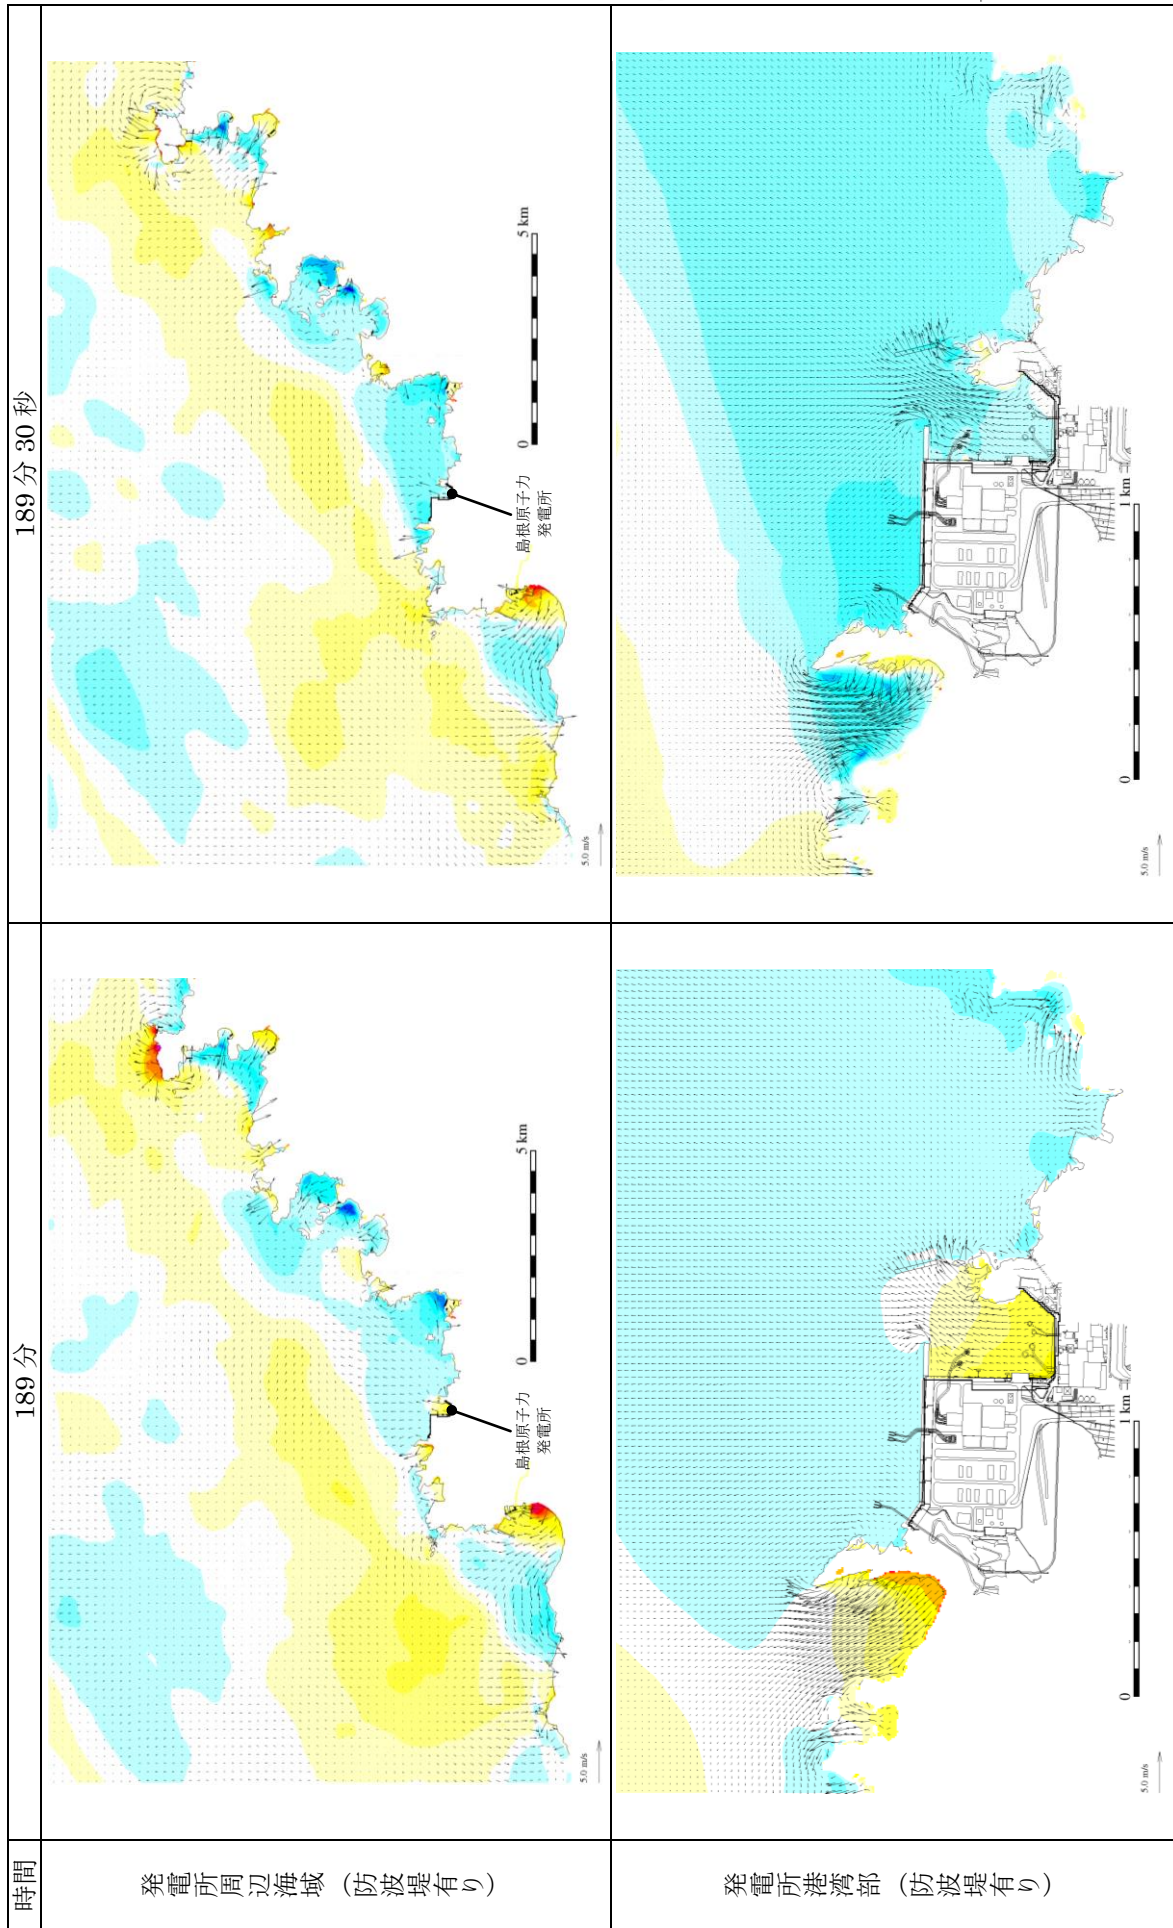 時間
189分
189分30秒
発電所周辺海域（防波堤有り）
島根原子力
発電所
0
5 km
5.0 m/s
島根原子力
発電所
0
5 km
5.0 m/s
発電所港湾部（防波堤有り）
0
1 km
5.0 m/s
0
1 km
5.0 m/s